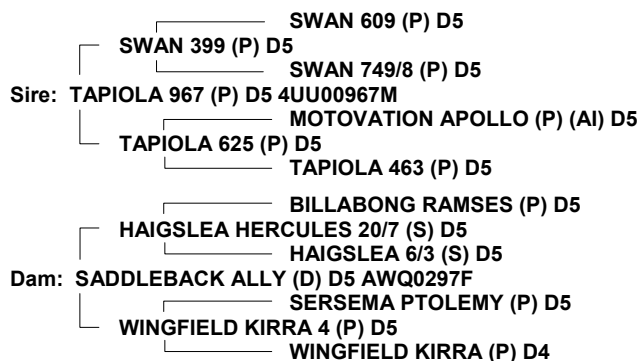 SWAN 609 (P) D5
SWAN 399 (P) D5
SWAN 749/8 (P) D5
Sire: TAPIOLA 967 (P) D5 4UU00967M
MOTOVATION APOLLO (P) (AI) D5
TAPIOLA 625 (P) D5
TAPIOLA 463 (P) D5
BILLABONG RAMSES (P) D5
HAIGSLEA HERCULES 20/7 (S) D5
HAIGSLEA 6/3 (S) D5
Dam: SADDLEBACK ALLY (D) D5 AWQ0297F
SERSEMA PTOLEMY (P) D5
WINGFIELD KIRRA 4 (P) D5
WINGFIELD KIRRA (P) D4